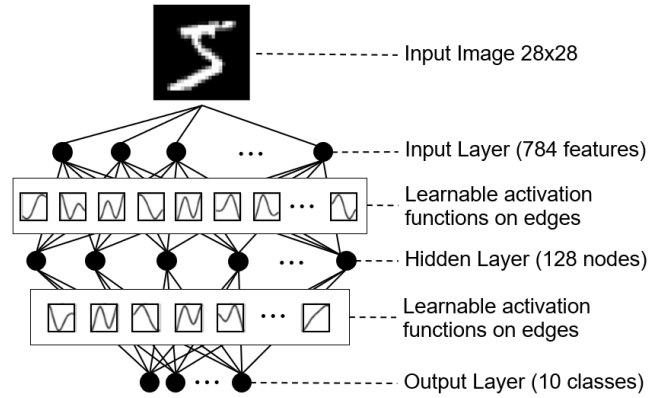 Input Image 28x28
Input Layer (784 features)
Learnable activation
functions on edges
Hidden Layer (128 nodes)
Learnable activation
functions on edges
Output Layer (10 classes)